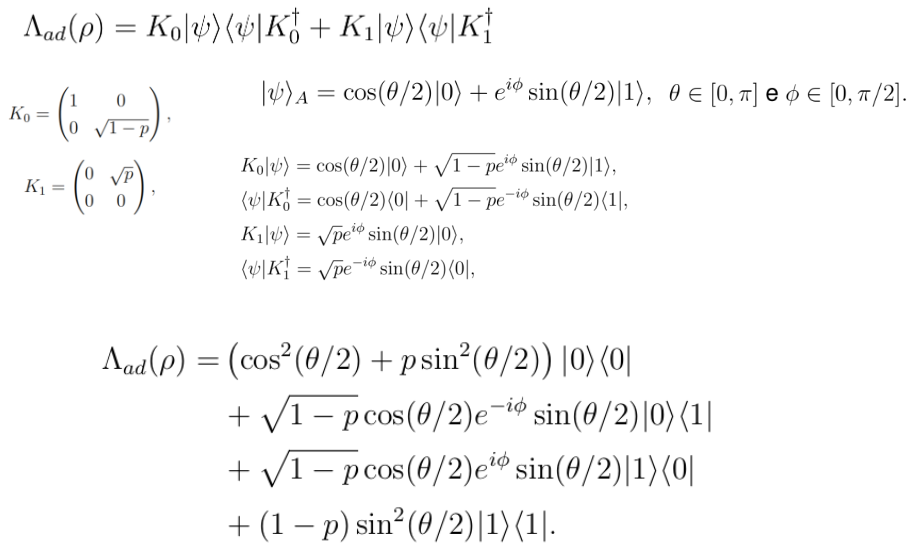 Λ_{ad}(ρ) = K_0|ψ⟩⟨ψ|K_0^† + K_1|ψ⟩⟨ψ|K_1^†
K_0 = \begin{pmatrix} 1 & 0 \\ 0 & \sqrt{1-p} \end{pmatrix},
K_1 = \begin{pmatrix} 0 & \sqrt{p} \\ 0 & 0 \end{pmatrix},
|ψ⟩_A = cos(θ/2)|0⟩ + e^{iϕ} sin(θ/2)|1⟩, θ ∈ [0, π] e ϕ ∈ [0, π/2].
K_0|ψ⟩ = cos(θ/2)|0⟩ + \sqrt{1-p}e^{iϕ} sin(θ/2)|1⟩,
⟨ψ|K_0^† = cos(θ/2)⟨0| + \sqrt{1-p}e^{-iϕ} sin(θ/2)⟨1|,
K_1|ψ⟩ = \sqrt{p}e^{iϕ} sin(θ/2)|0⟩,
⟨ψ|K_1^† = \sqrt{p}e^{-iϕ} sin(θ/2)⟨0|,
Λ_{ad}(ρ) = (cos^2(θ/2) + p sin^2(θ/2)) |0⟩⟨0|
+ \sqrt{1-p} cos(θ/2)e^{-iϕ} sin(θ/2)|0⟩⟨1|
+ \sqrt{1-p} cos(θ/2)e^{iϕ} sin(θ/2)|1⟩⟨0|
+ (1 - p) sin^2(θ/2)|1⟩⟨1|.